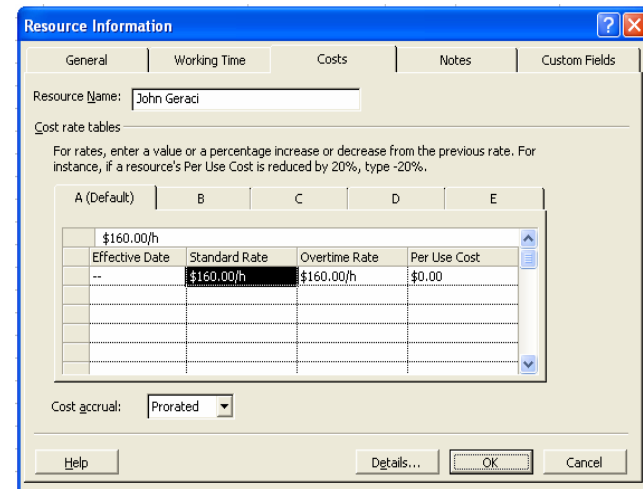 Resource Information
General Working Time Costs Notes Custom Fields
Resource Name: John Geraci
Cost rate tables
For rates, enter a value or a percentage increase or decrease from the previous rate. For
instance, if a resource's Per Use Cost is reduced by 20%, type -20%.
A (Default) B C D E
$160.00/h
Effective Date Standard Rate Overtime Rate Per Use Cost
-- $160.00/h $160.00/h $0.00
Cost accrual: Prorated
Help Details... OK Cancel